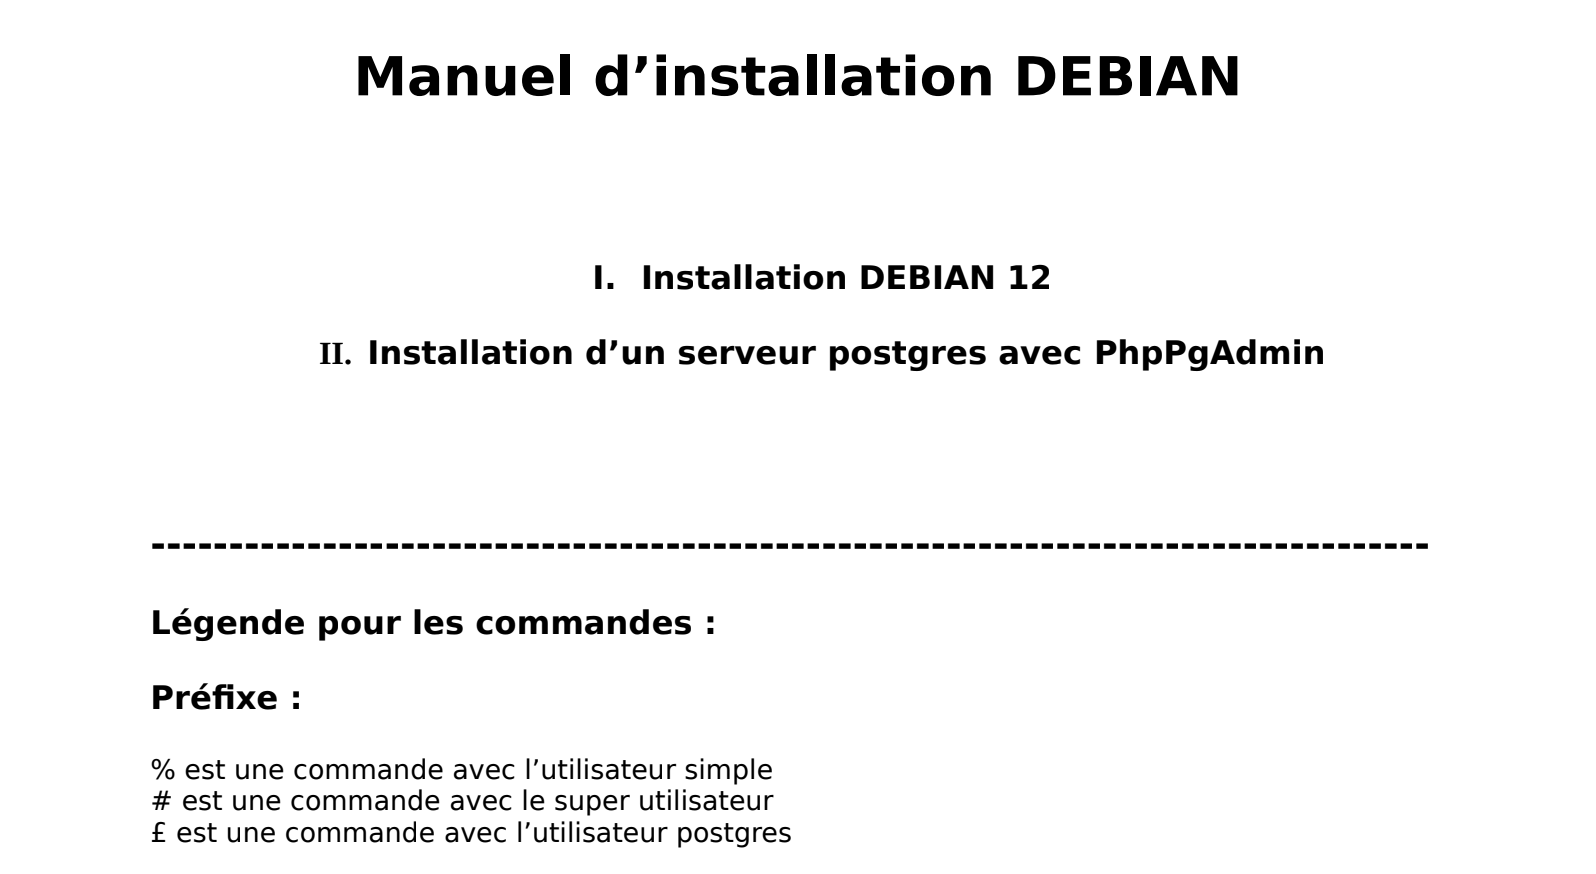 Manuel d’installation DEBIAN
I. Installation DEBIAN 12
II. Installation d’un serveur postgres avec PhpPgAdmin
----------------------------------------------------------------------------------
Légende pour les commandes :
Préfixe :
% est une commande avec l’utilisateur simple
# est une commande avec le super utilisateur
£ est une commande avec l’utilisateur postgres